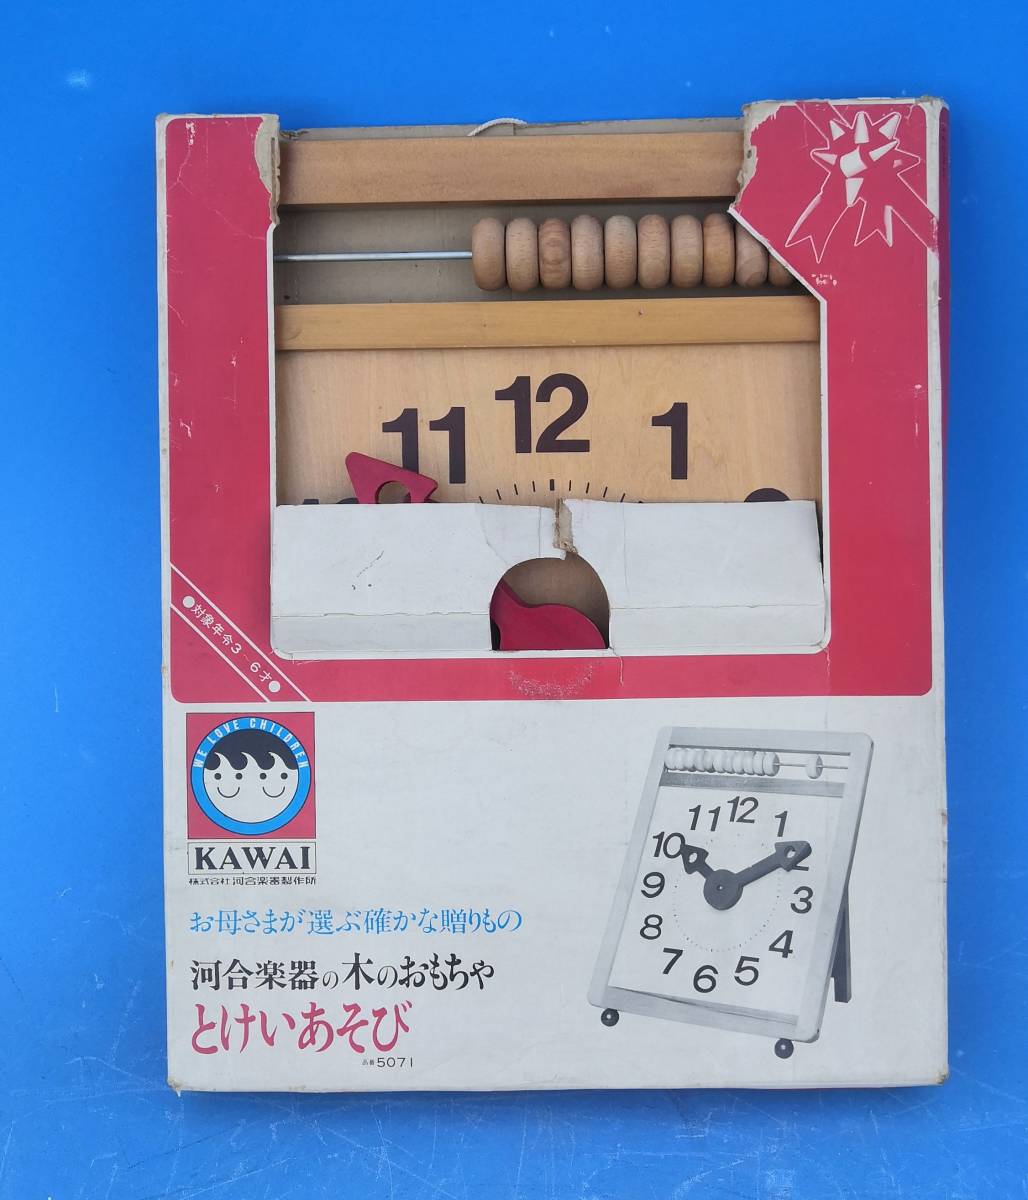 12
11
1
対象年令3~6才
WE LOVE CHILDREN
KAWAI
株式会社河合楽器製作所
お母さまが選ぶ確かな贈りもの
河合楽器の木のおもちゃ
とけいあそび
品番5071
12
11
1
10
2
9
3
8
4
7
5
6